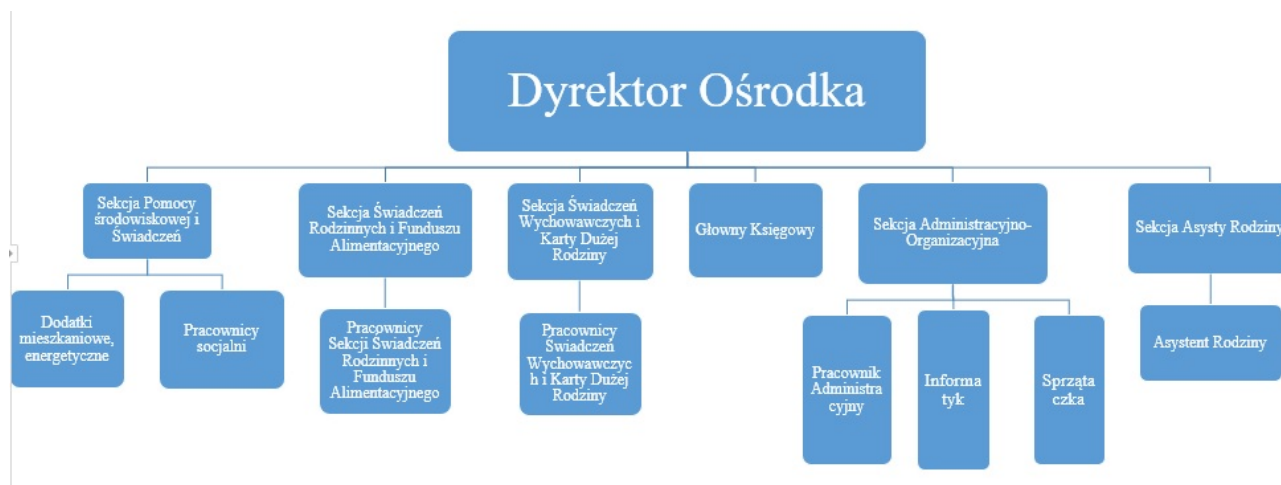 Dyrektor Ośrodka
Sekcja Pomocy
środowiskowej i
Świadczeń
Sekcja Świadczeń
Rodzinnych i Funduszu
Alimentacyjnego
Sekcja Świadczeń
Wychowawczych i
Karty Dużej
Rodziny
Głowny Księgowy
Sekcja Administracyjno-
Organizacyjna
Sekcja Asysty Rodziny
Dodatki
mieszkaniowe,
energetyczne
Pracownicy
socjalni
Pracownicy
Sekcji Świadczeń
Rodzinnych i
Funduszu
Alimentacyjnego
Pracownicy
Świadczeń
Wychowawczyc
h i Karty Dużej
Rodziny
Pracownik
Administra
cyjny
Informa
tyk
Sprząta
czka
Asystent Rodziny